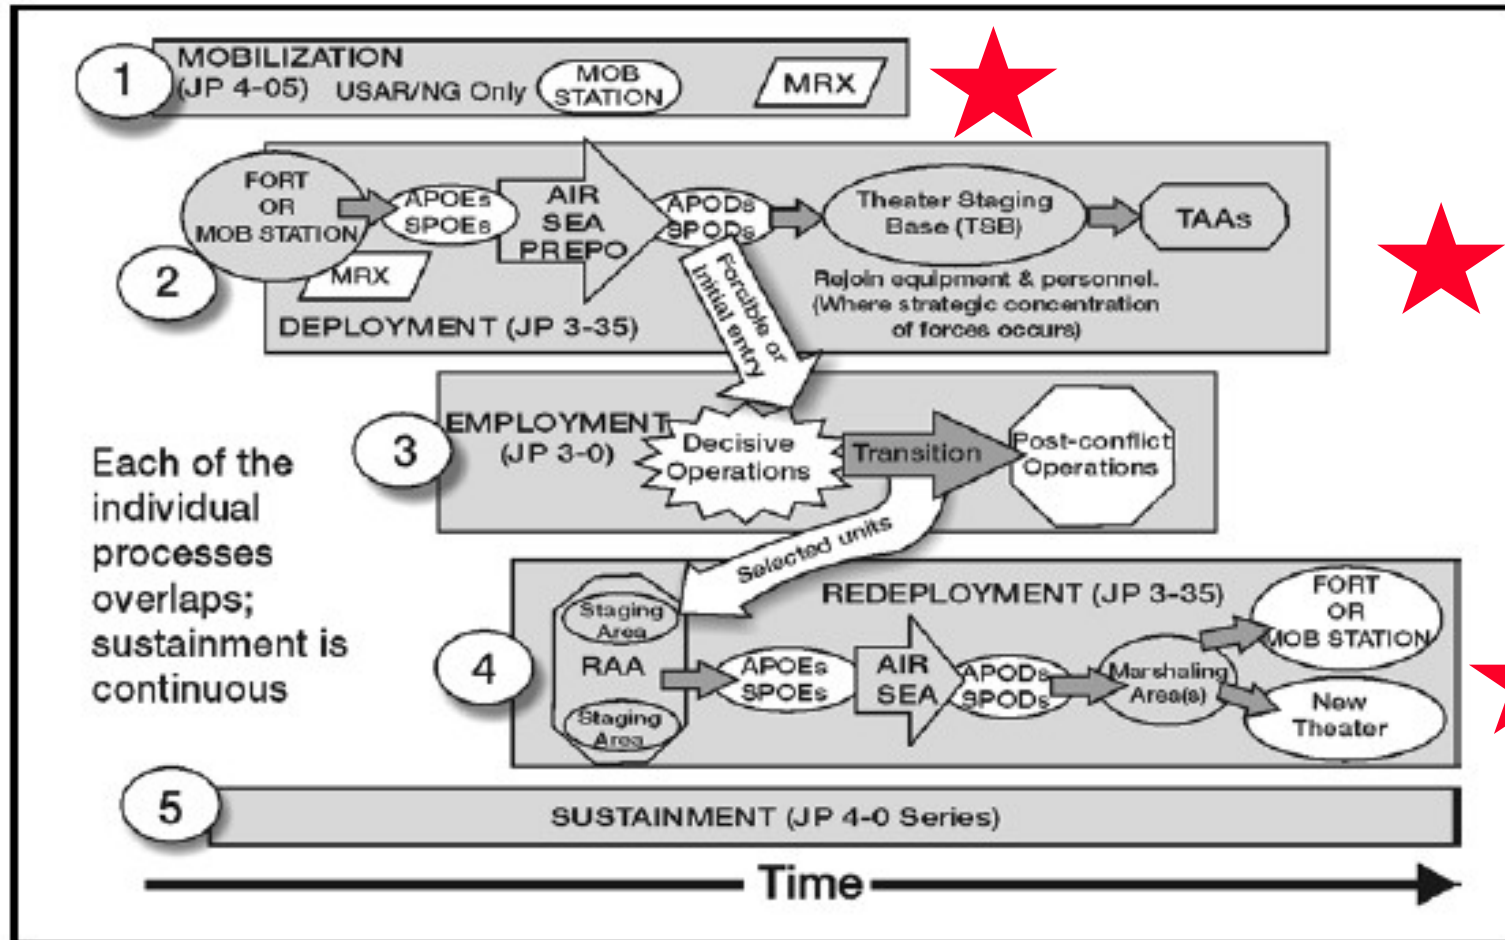 1
MOBILIZATION
(JP 4-05) USAR/NG Only
MOB
STATION
MRX
2
FORT
OR
MOB STATION
MRX
APOEs
SPOEs
AIR
SEA
PREPO
APODs
SPODs
Theater Staging
Base (TSB)
TAAs
Rejoin equipment & personnel.
(Where strategic concentration
of forces occurs)
DEPLOYMENT (JP 3-35)
Forcible or
initial entry
3
EMPLOYMENT
(JP 3-0)
Decisive
Operations
Transition
Post-conflict
Operations
Selected units
Each of the
individual
processes
overlaps;
sustainment is
continuous
4
REDEPLOYMENT (JP 3-35)
Staging
Area
RAA
Staging
Area
APOEs
SPOEs
AIR
SEA
APODs
SPODs
Marshaling
Area(s)
FORT
OR
MOB STATION
New
Theater
5
SUSTAINMENT (JP 4-0 Series)
Time